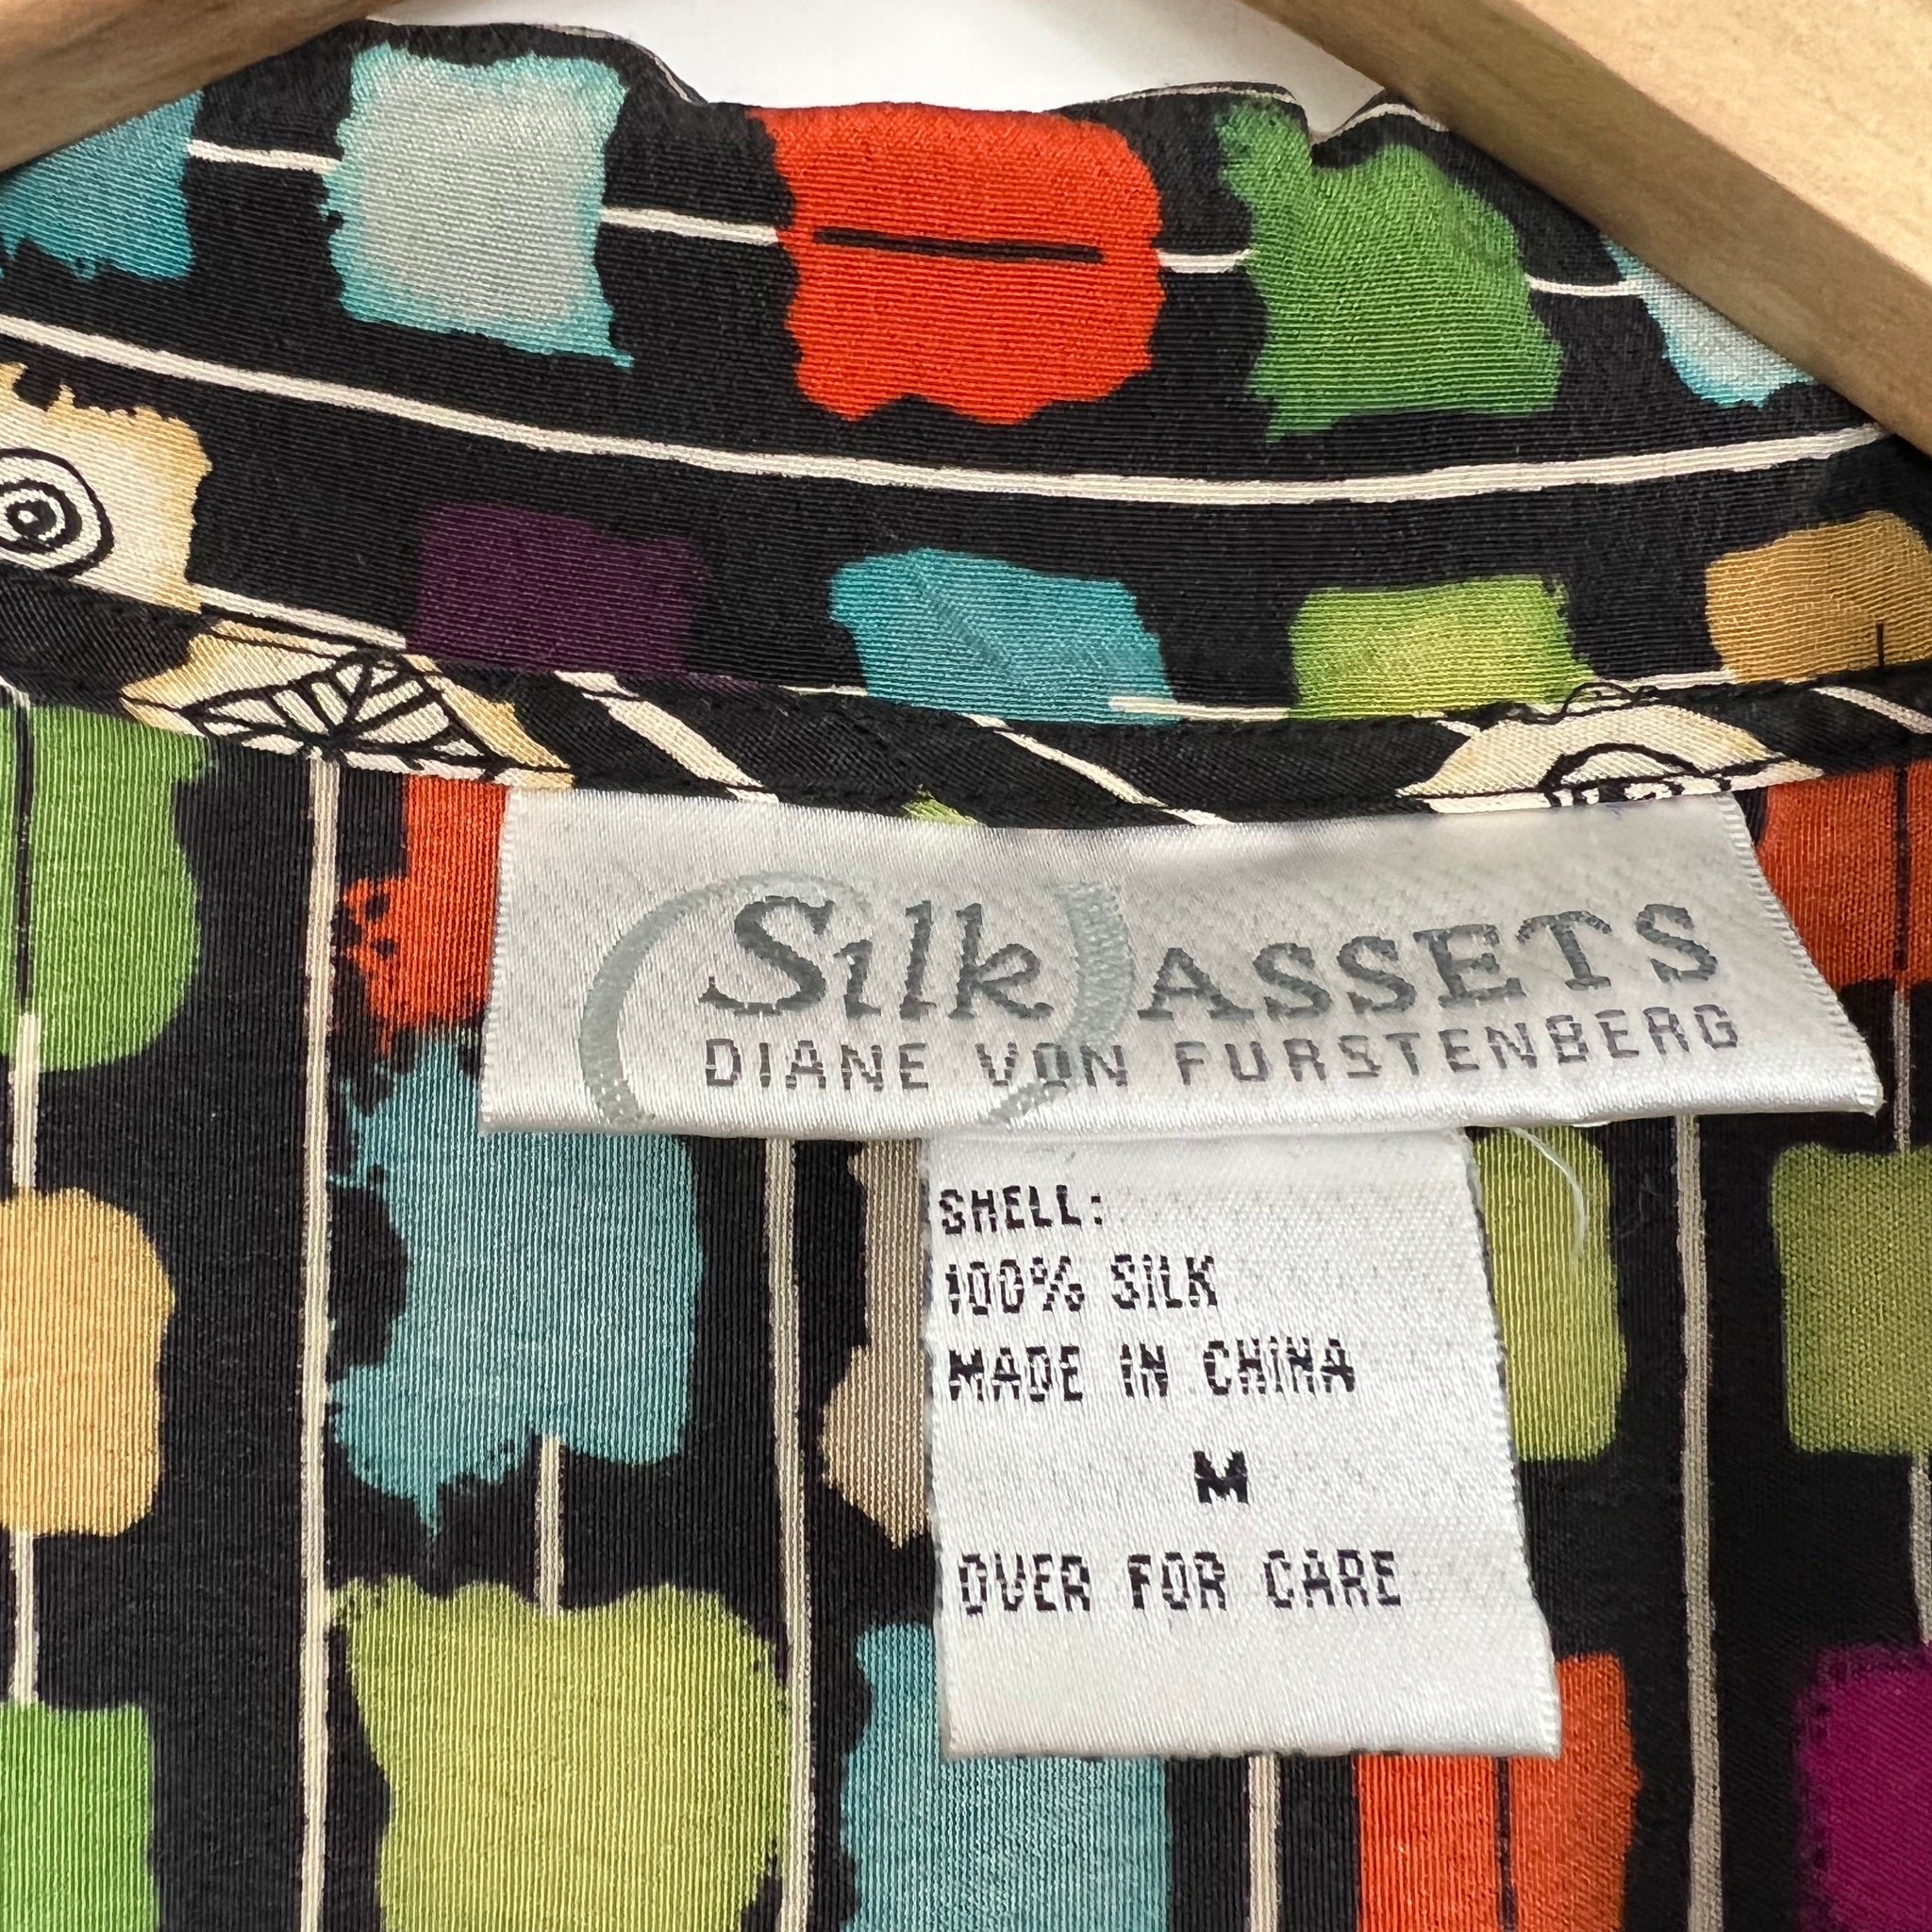 Silk ASSETS
DIANE VON FURSTENBERG
SHELL:
100% SILK
MADE IN CHINA
M
OVER FOR CARE